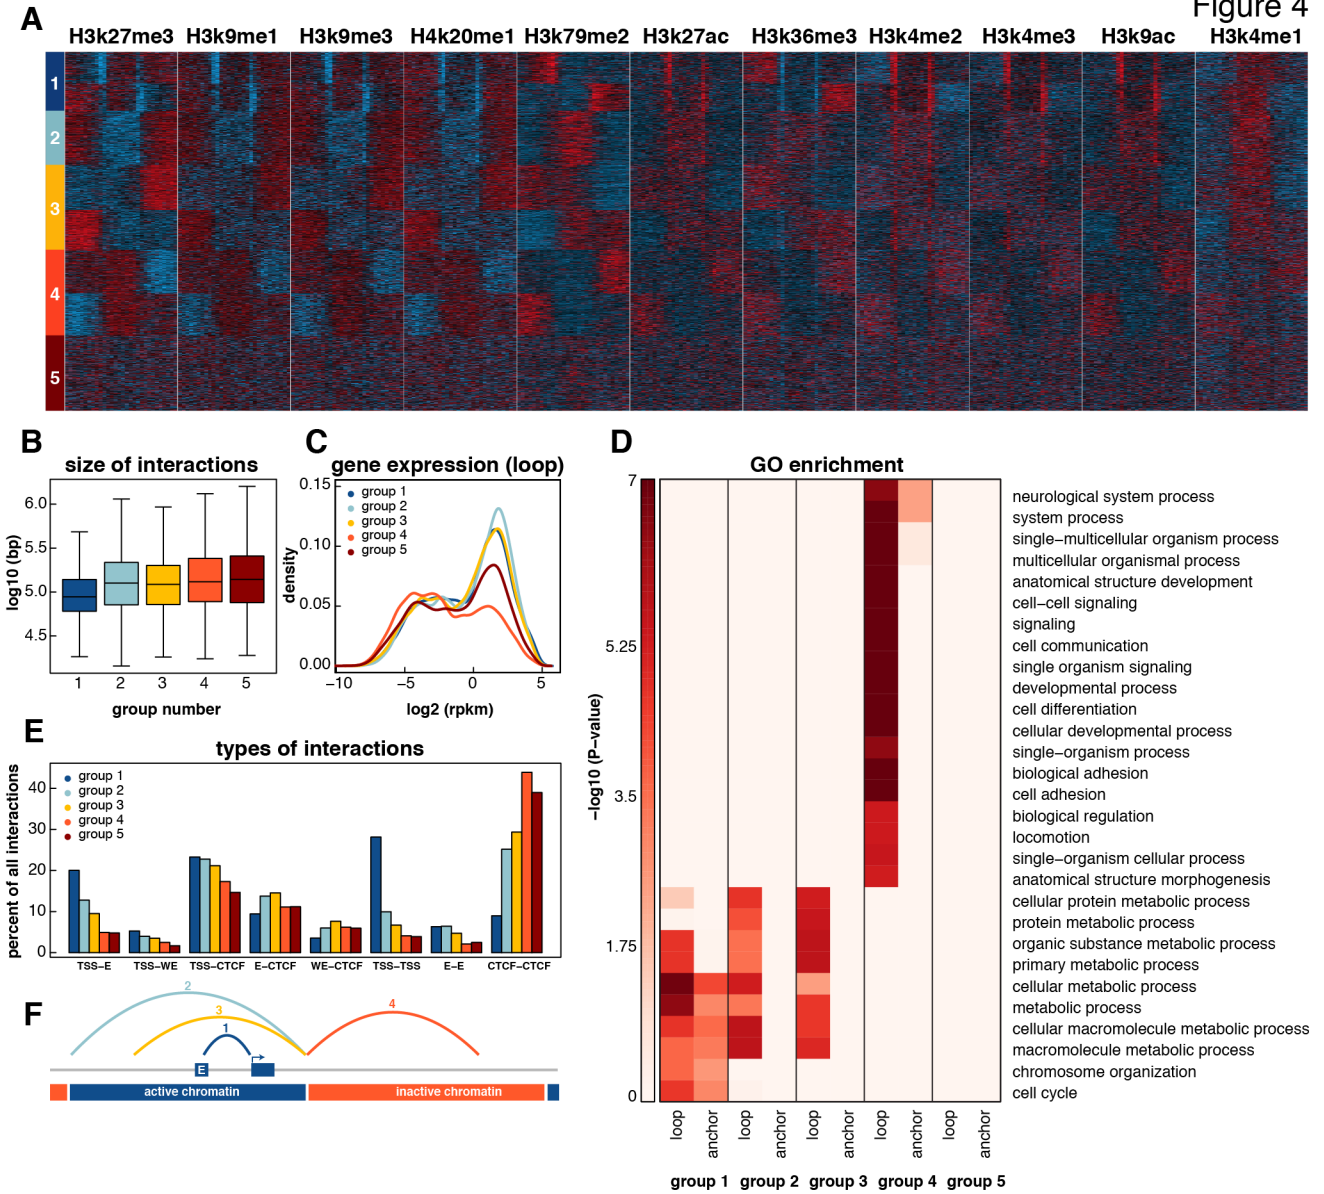 Figure 4
A
H3k27me3 H3k9me1 H3k9me3 H4k20me1 H3k79me2 H3k27ac H3k36me3 H3k4me2 H3k4me3 H3k9ac H3k4me1
1
2
3
4
5
B
size of interactions
log10 (bp)
6.0
5.5
5.0
4.5
1 2 3 4 5
group number
C
gene expression (loop)
density
0.15
0.10
0.05
0.00
group 1
group 2
group 3
group 4
group 5
−10 −5 0 5
log2 (rpkm)
D
GO enrichment
−log10 (P−value)
7
5.25
3.5
1.75
0
neurological system process
system process
single−multicellular organism process
multicellular organismal process
anatomical structure development
cell−cell signaling
signaling
cell communication
single organism signaling
developmental process
cell differentiation
cellular developmental process
single−organism process
biological adhesion
cell adhesion
biological regulation
locomotion
single−organism cellular process
anatomical structure morphogenesis
cellular protein metabolic process
protein metabolic process
organic substance metabolic process
primary metabolic process
cellular metabolic process
metabolic process
cellular macromolecule metabolic process
macromolecule metabolic process
chromosome organization
cell cycle
loop anchor loop anchor loop anchor loop anchor loop anchor
group 1 group 2 group 3 group 4 group 5
E
types of interactions
percent of all interactions
40
30
20
10
0
group 1
group 2
group 3
group 4
group 5
TSS−E TSS−WE TSS−CTCF E−CTCF WE−CTCF TSS−TSS E−E CTCF−CTCF
F
2
3
1
4
E
active chromatin inactive chromatin